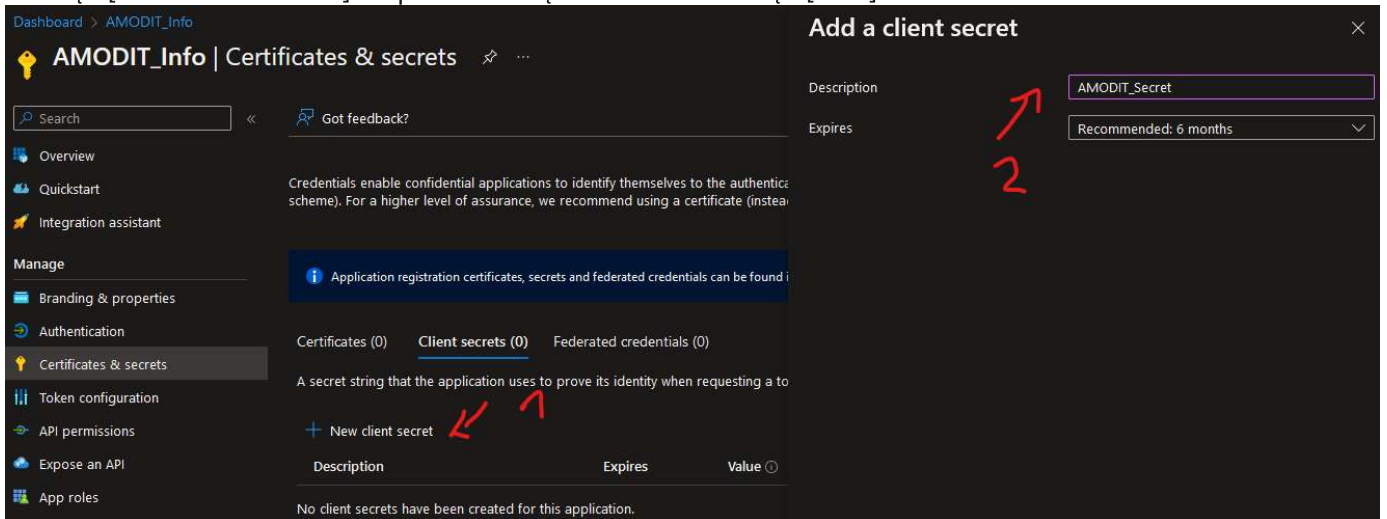 Dashboard > AMODIT_Info
AMODIT_Info | Certificates & secrets
Search
Overview
Quickstart
Integration assistant
Manage
Branding & properties
Authentication
Certificates & secrets
Token configuration
API permissions
Expose an API
App roles
Got feedback?
Credentials enable confidential applications to identify themselves to the authentica
scheme). For a higher level of assurance, we recommend using a certificate (instea
Application registration certificates, secrets and federated credentials can be found i
Certificates (0) Client secrets (0) Federated credentials (0)
A secret string that the application uses to prove its identity when requesting a to
1
New client secret
Description Expires Value
No client secrets have been created for this application.
Add a client secret
Description AMODIT_Secret
Expires Recommended: 6 months
2